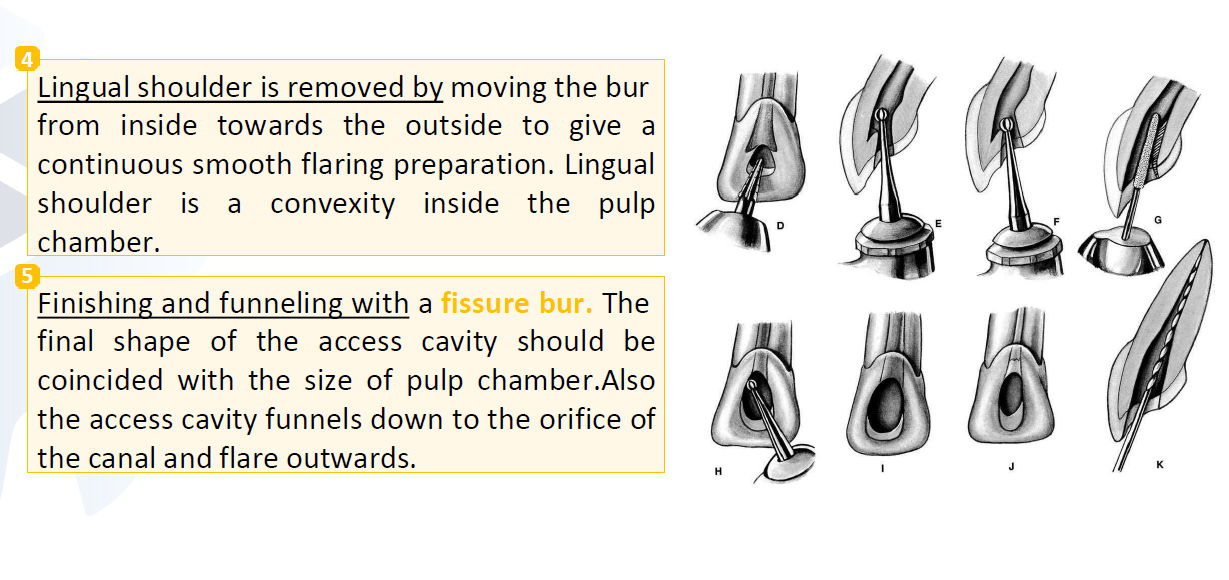 4
Lingual shoulder is removed by moving the bur
from inside towards the outside to give a
continuous smooth flaring preparation. Lingual
shoulder is a convexity inside the pulp
chamber.
5
Finishing and funneling with a fissure bur. The
final shape of the access cavity should be
coincided with the size of pulp chamber.Also
the access cavity funnels down to the orifice of
the canal and flare outwards.
D
E
F
G
H
I
J
K